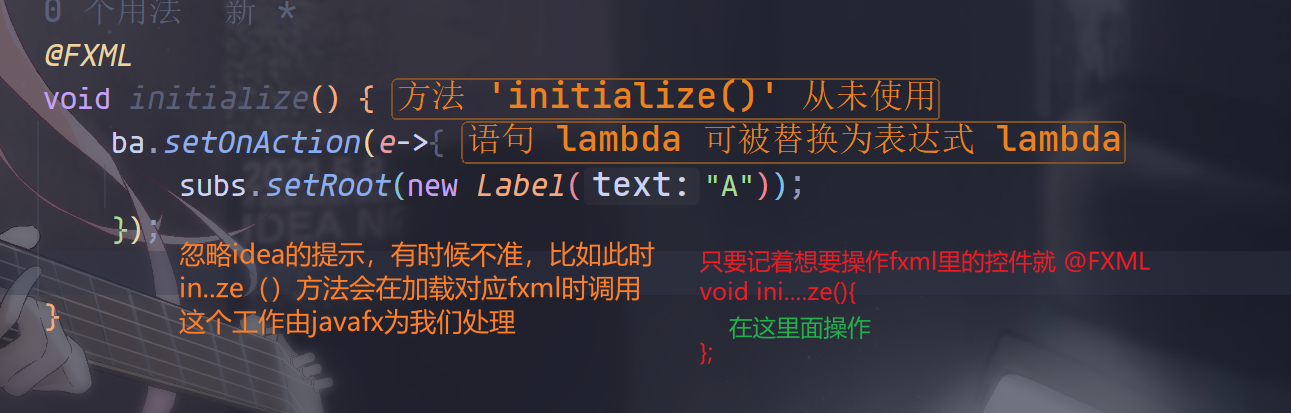 0 个用法 新 *
@FXML
void initialize() { 方法 'initialize()' 从未使用
ba.setOnAction(e->{ 语句 lambda 可被替换为表达式 lambda
subs.setRoot(new Label( text: "A"));
});
忽略idea的提示，有时候不准，比如此时
in..ze（）方法会在加载对应fxml时调用
这个工作由javafx为我们处理
}
只要记着想要操作fxml里的控件就 @FXML
void ini....ze(){
在这里面操作
};